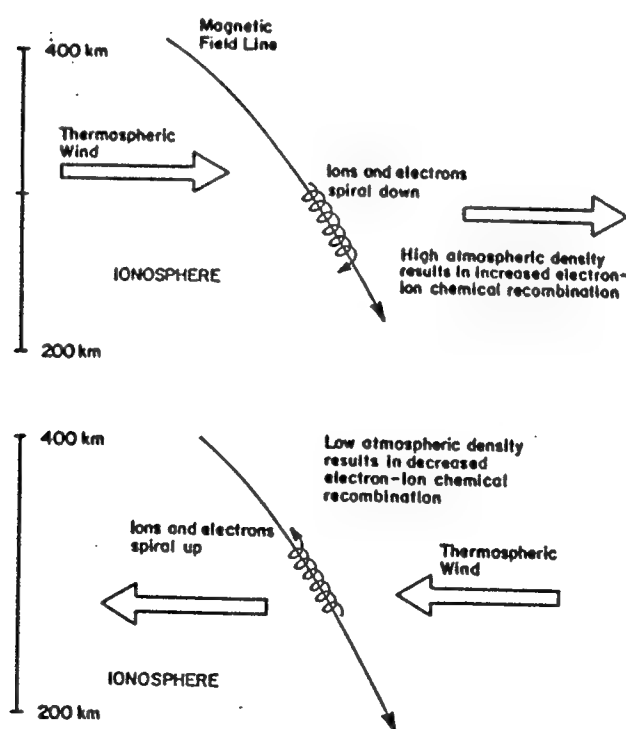 400 km
Magnetic
Field Line
Thermospheric
Wind
Ions and electrons
spiral down
High atmospheric density
results in increased electron-
ion chemical recombination
IONOSPHERE
200 km
400 km
Low atmospheric density
results in decreased
electron-ion chemical
recombination
Ions and electrons
spiral up
Thermospheric
Wind
IONOSPHERE
200 km